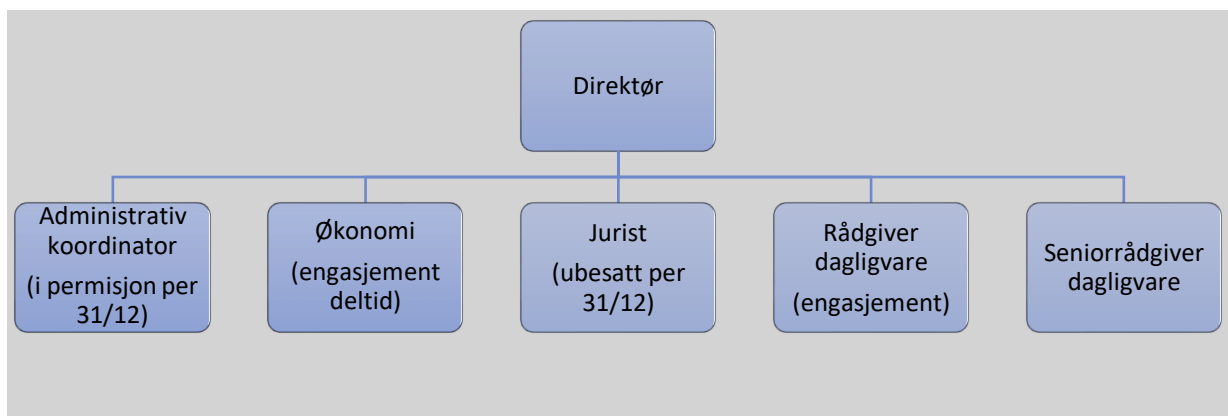 Direktør
Administrativ
koordinator
(i permisjon per
31/12)
Økonomi
(engasjement
deltid)
Jurist
(ubesatt per
31/12)
Rådgiver
dagligvare
(engasjement)
Seniorrådgiver
dagligvare